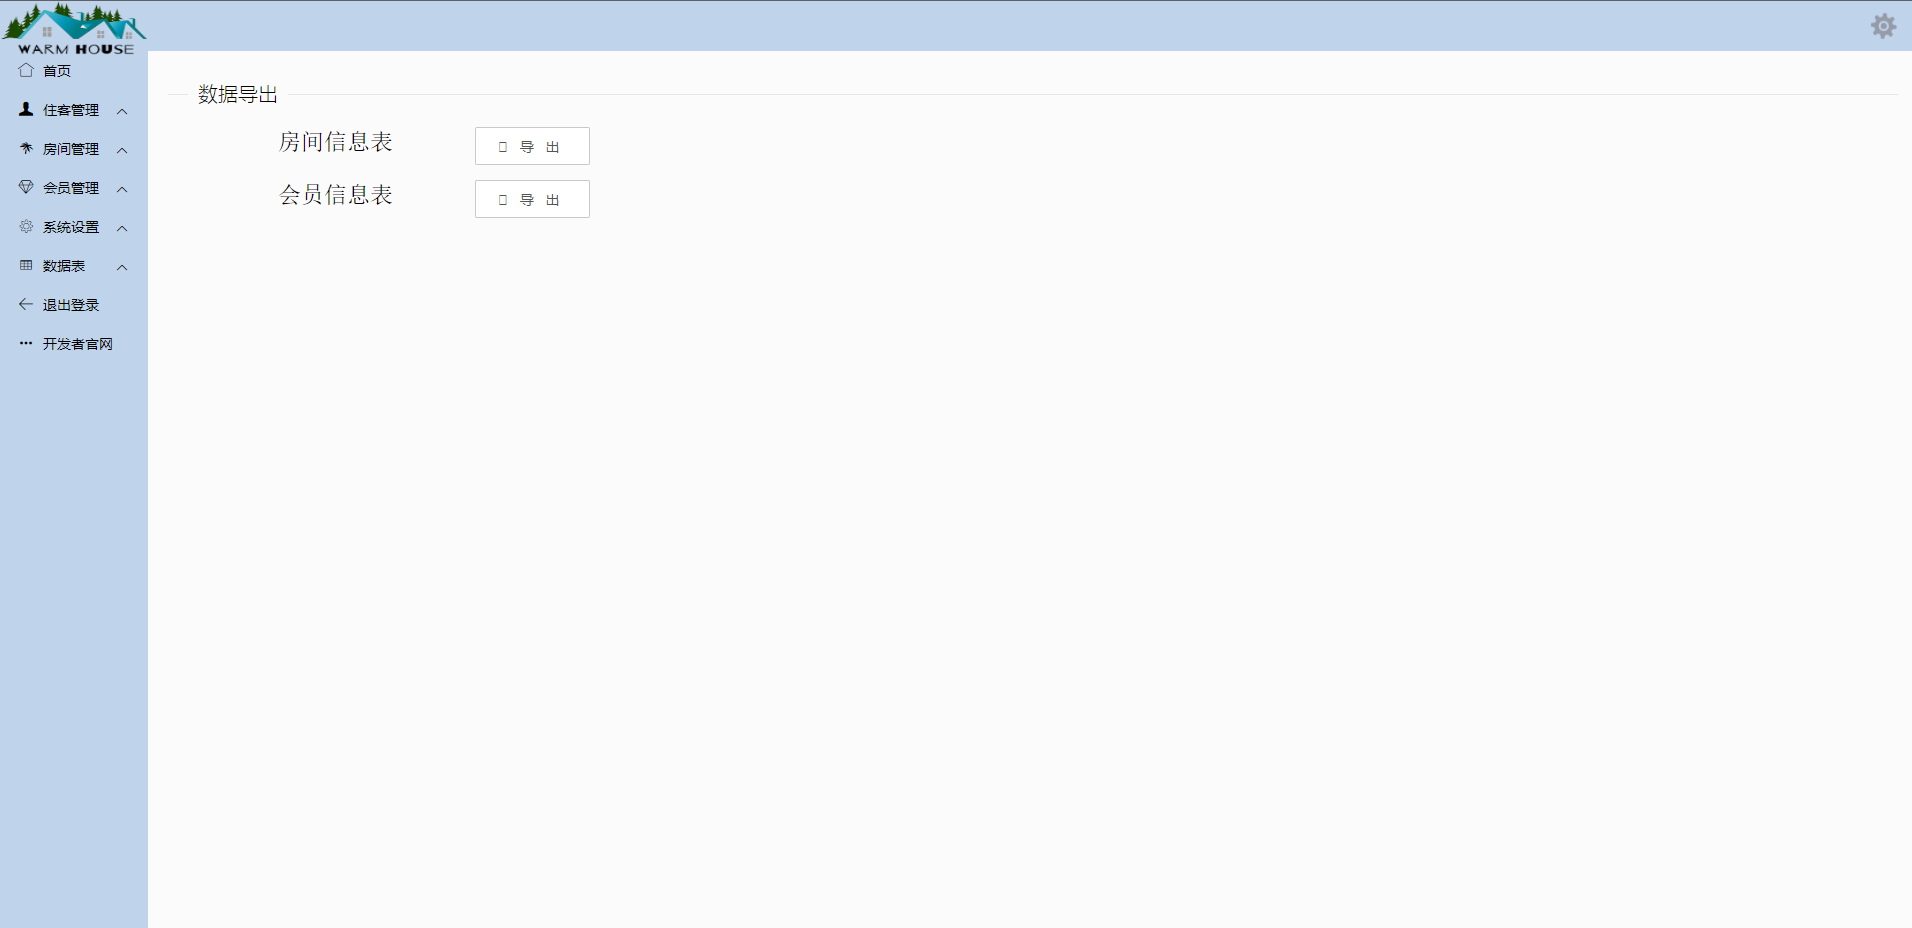 WARM HOUSE
首页
住客管理
房间管理
会员管理
系统设置
数据表
退出登录
开发者官网
数据导出
房间信息表
导 出
会员信息表
导 出